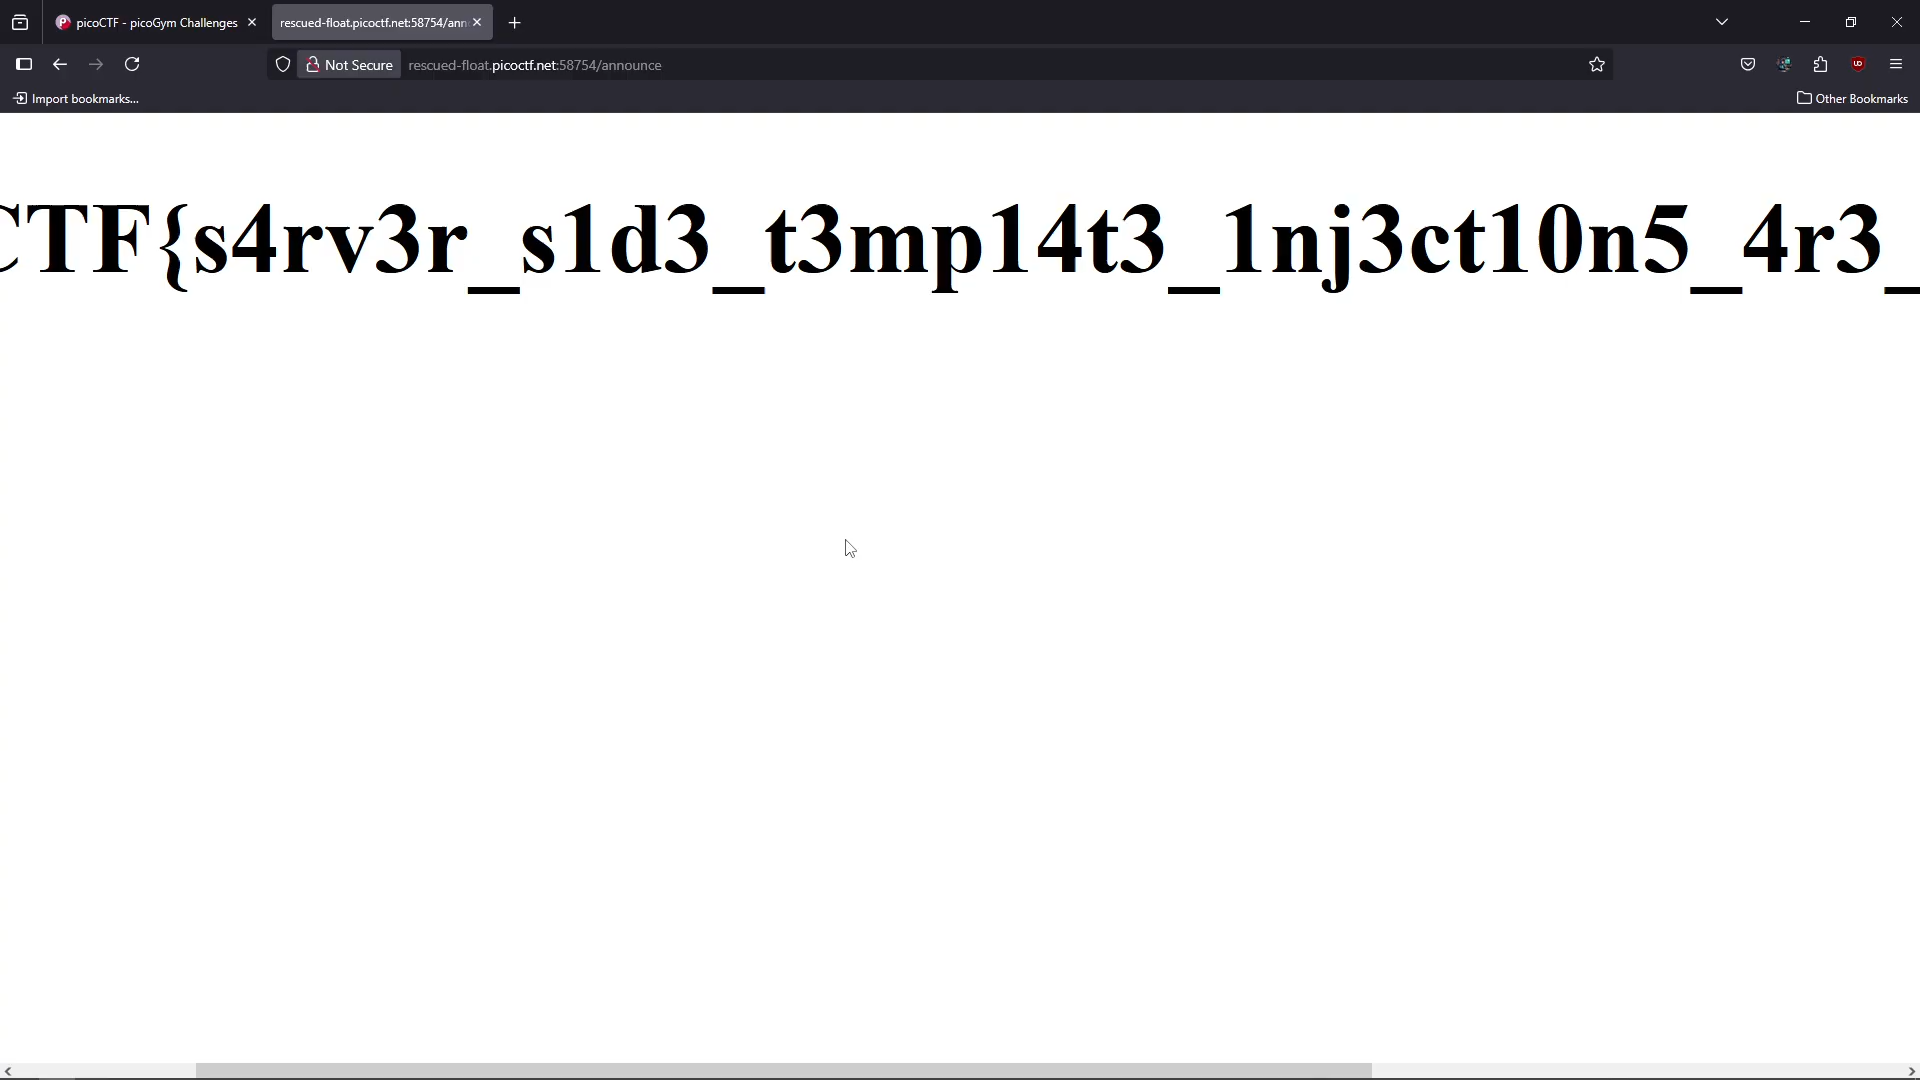 picoCTF - picoGym Challenges
rescued-float.picoctf.net:58754/ann
Not Secure
rescued-float.picoctf.net:58754/announce
Import bookmarks...
Other Bookmarks
CTF{s4rv3r_s1d3_t3mp14t3_1nj3ct10n5_4r3_